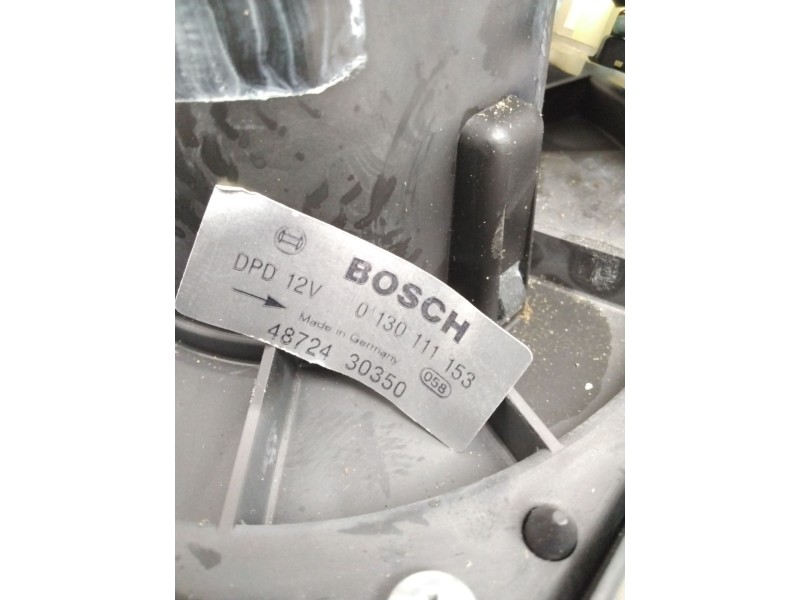 BOSCH
DPD 12V 0 130 111 153
Made in Germany
48724 30350 058